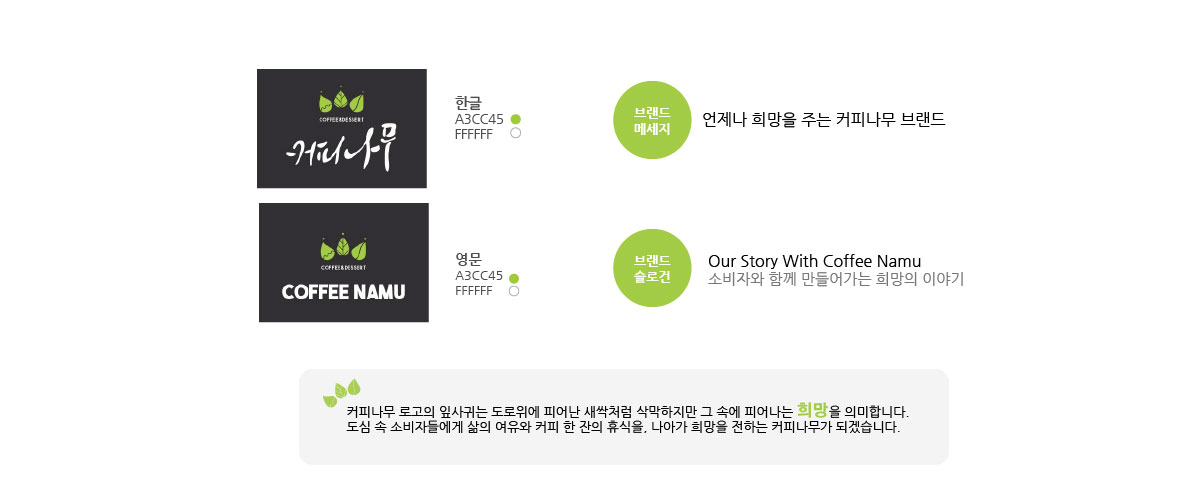 COFFEE&DESSERT
커피나무
한글
A3CC45
FFFFFF
브랜드
메세지
언제나 희망을 주는 커피나무 브랜드
COFFEE&DESSERT
COFFEE NAMU
영문
A3CC45
FFFFFF
브랜드
슬로건
Our Story With Coffee Namu
소비자와 함께 만들어가는 희망의 이야기
커피나무 로고의 잎사귀는 도로위에 피어난 새싹처럼 삭막하지만 그 속에 피어나는 희망을 의미합니다.
도심 속 소비자들에게 삶의 여유와 커피 한 잔의 휴식을, 나아가 희망을 전하는 커피나무가 되겠습니다.